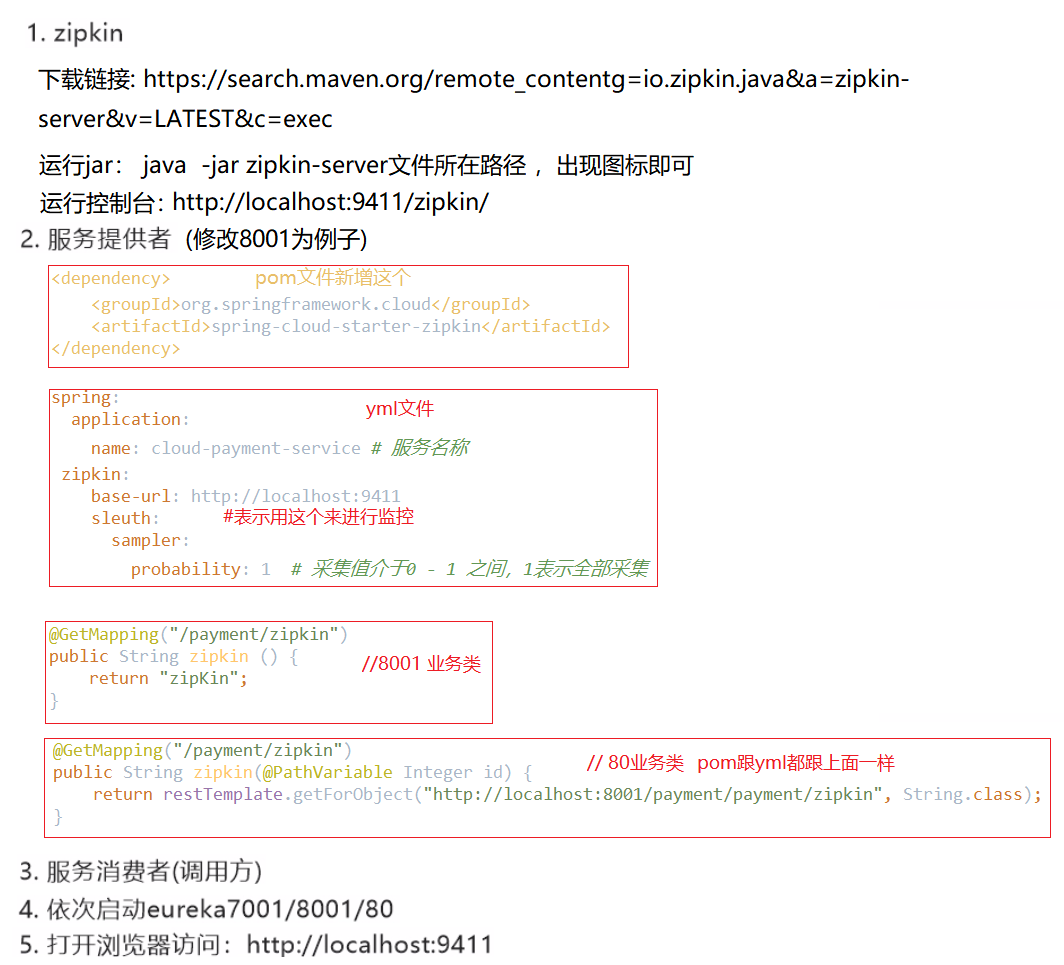 1. zipkin
下载链接: https://search.maven.org/remote_contentg=io.zipkin.java&a=zipkin-
server&v=LATEST&c=exec
运行jar： java -jar zipkin-server文件所在路径 ，出现图标即可
运行控制台: http://localhost:9411/zipkin/
2. 服务提供者 (修改8001为例子)
<dependency> pom文件新增这个
<groupId>org.springframework.cloud</groupId>
<artifactId>spring-cloud-starter-zipkin</artifactId>
</dependency>
spring:
yml文件
application:
name: cloud-payment-service # 服务名称
zipkin:
base-url: http://localhost:9411
sleuth: #表示用这个来进行监控
sampler:
probability: 1 # 采集值介于0 - 1 之间，1表示全部采集
@GetMapping("/payment/zipkin")
public String zipkin () { //8001 业务类
return "zipKin";
}
@GetMapping("/payment/zipkin")
// 80业务类 pom跟yml都跟上面一样
public String zipkin(@PathVariable Integer id) {
return restTemplate.getForObject("http://localhost:8001/payment/payment/zipkin", String.class);
}
3. 服务消费者(调用方)
4. 依次启动eureka7001/8001/80
5. 打开浏览器访问：http://localhost:9411